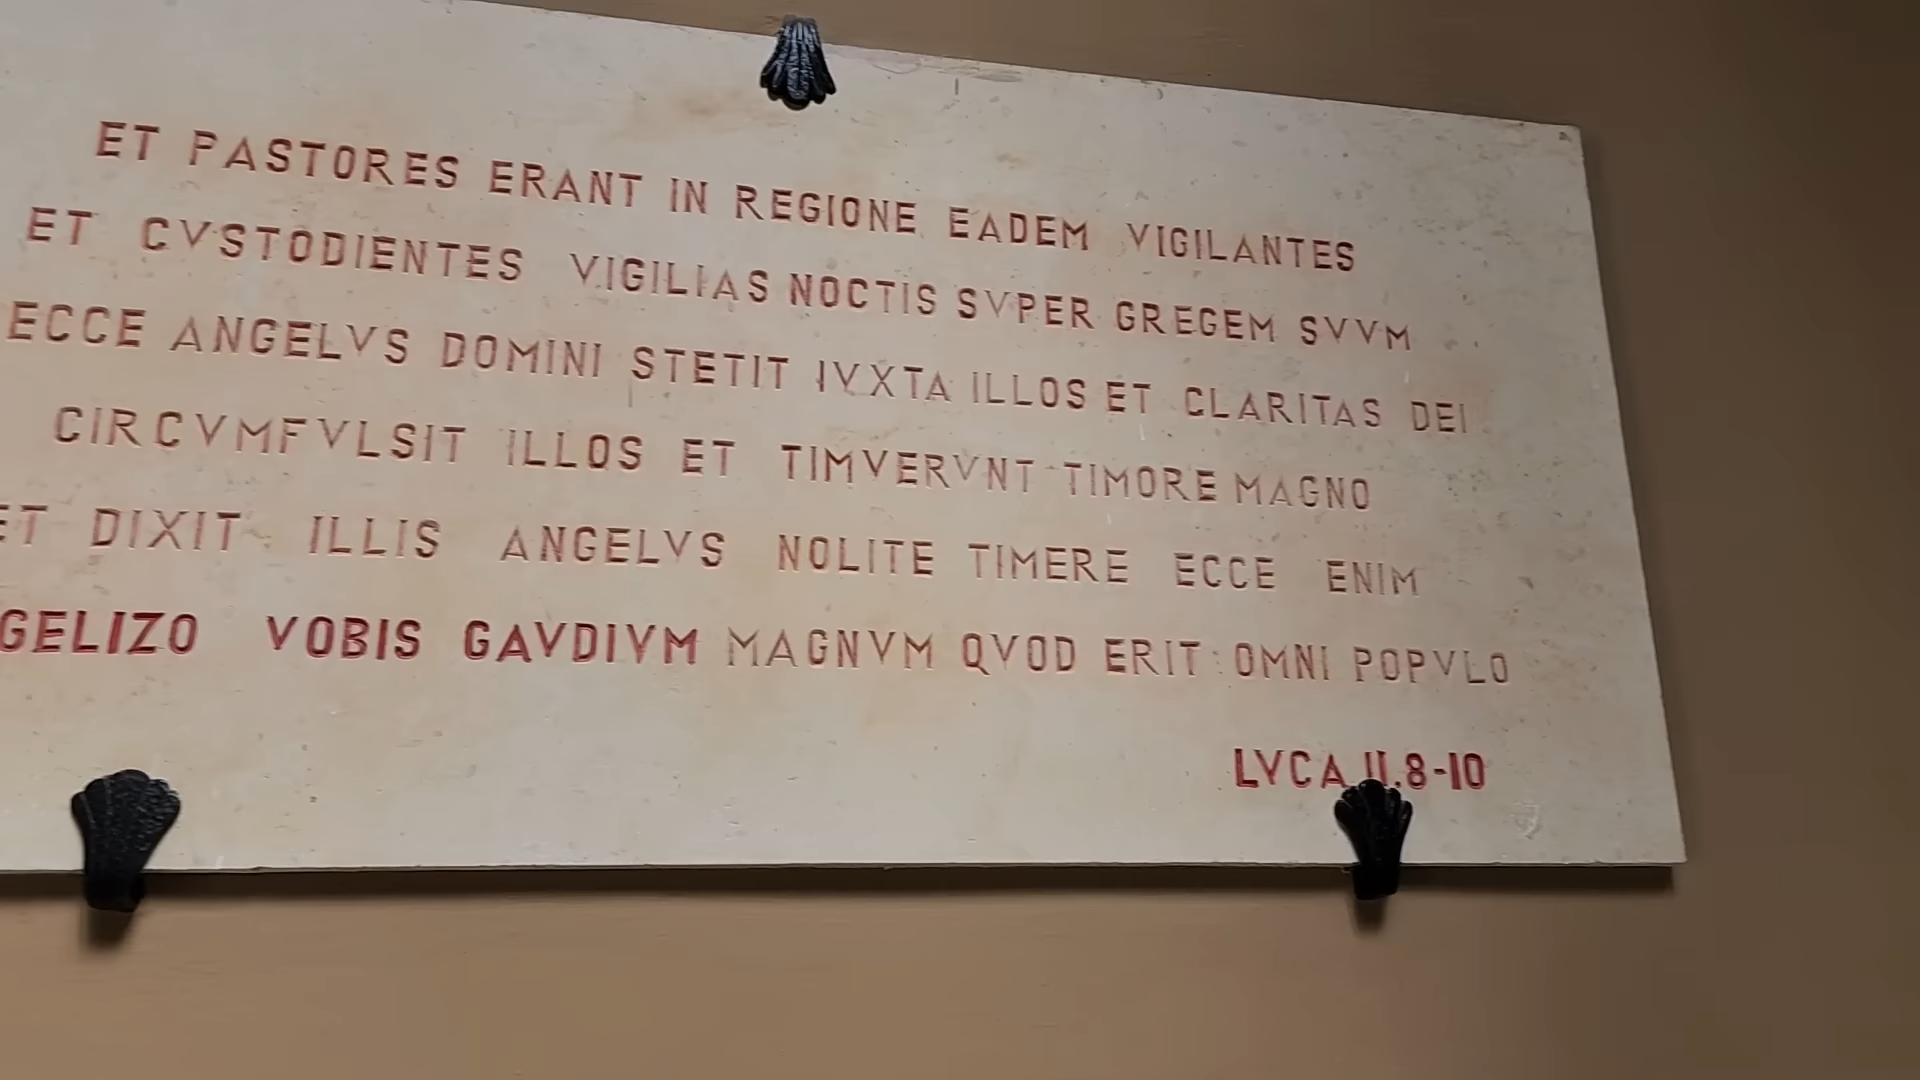 ET PASTORES ERANT IN REGIONE EADEM VIGILANTES
ET CVSTODIENTES VIGILIAS NOCTIS SVPER GREGEM SVVM
ECCE ANGELVS DOMINI STETIT IVXTA ILLOS ET CLARITAS DEI
CIRCVMFVLSIT ILLOS ET TIMVERVNT TIMORE MAGNO
ET DIXIT ILLIS ANGELVS NOLITE TIMERE ECCE ENIM
GELIZO VOBIS GAVDIVM MAGNVM QVOD ERIT OMNI POPVLO
LVCA II.8-10